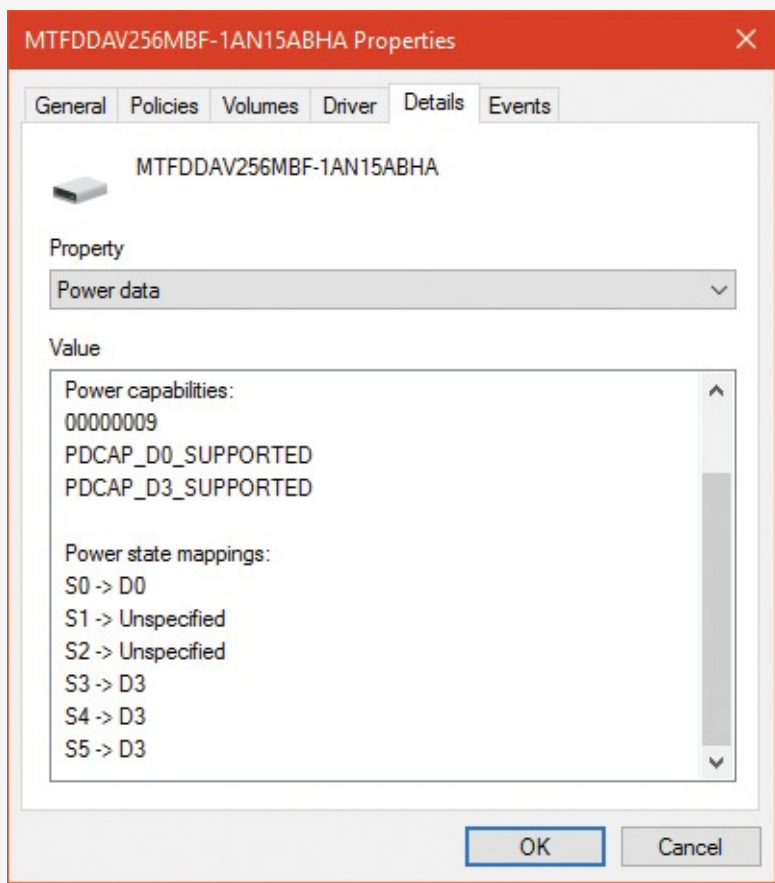 MTFDDAV256MBF-1AN15ABHA Properties
General Policies Volumes Driver Details Events
MTFDDAV256MBF-1AN15ABHA
Property
Power data
Value
Power capabilities:
00000009
PDCAP_D0_SUPPORTED
PDCAP_D3_SUPPORTED
Power state mappings:
S0 -> D0
S1 -> Unspecified
S2 -> Unspecified
S3 -> D3
S4 -> D3
S5 -> D3
OK Cancel